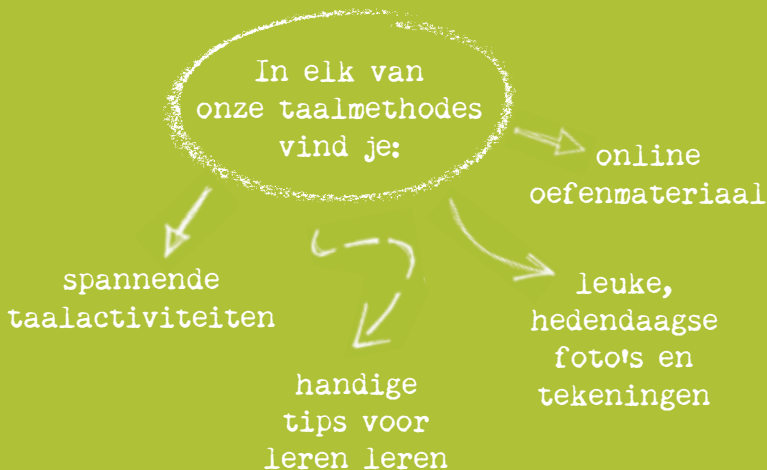 In elk van
onze taalmethodes
vind je:
online
oefenmateriaal
spannende
taalactiviteiten
leuke,
hedendaagse
foto's en
tekeningen
handige
tips voor
leren leren